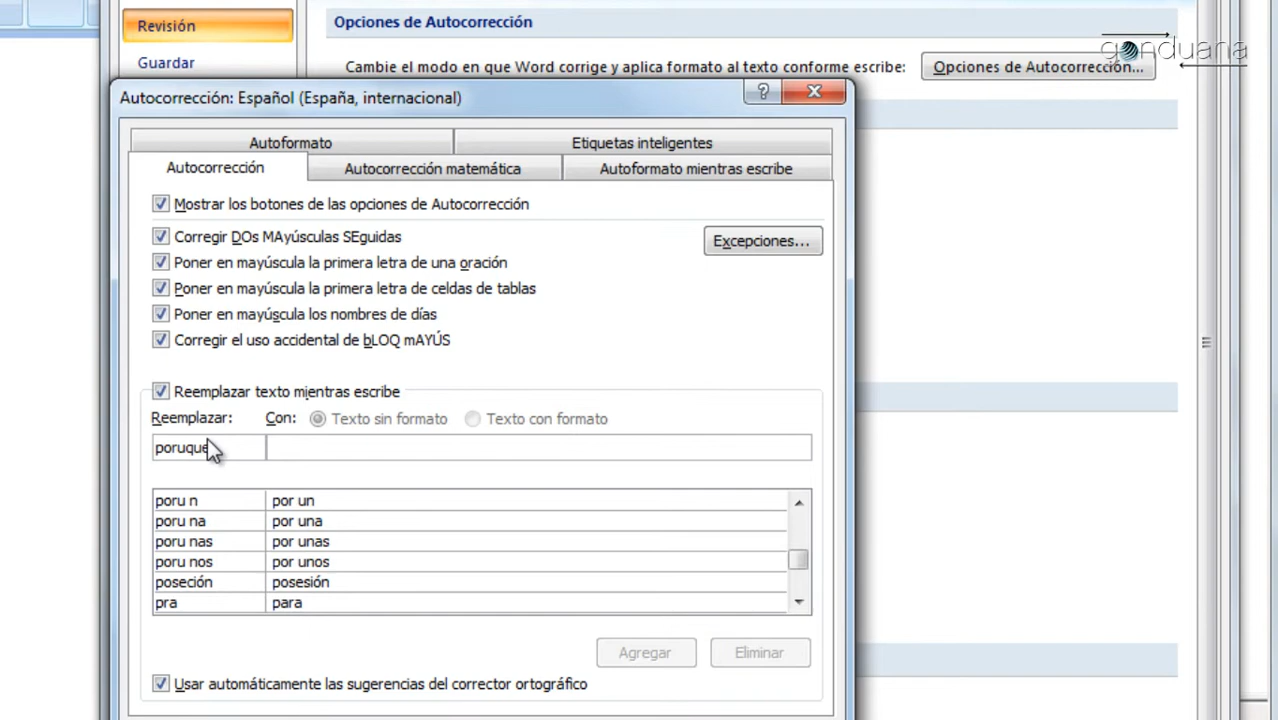 Revisión
Opciones de Autocorrección
Guardar
Cambie el modo en que Word corrige y aplica formato al texto conforme escribe:
Opciones de Autocorrección...
gonduana
Autocorrección: Español (España, internacional)
Autoformato
Etiquetas inteligentes
Autocorrección
Autocorrección matemática
Autoformato mientras escribe
Mostrar los botones de las opciones de Autocorrección
Corregir DOs MAyúsculas SEguidas
Excepciones...
Poner en mayúscula la primera letra de una oración
Poner en mayúscula la primera letra de celdas de tablas
Poner en mayúscula los nombres de días
Corregir el uso accidental de bLOQ mAYÚS
Reemplazar texto mientras escribe
Reemplazar: Con: Texto sin formato Texto con formato
poruque
poru n por un
poru na por una
poru nas por unas
poru nos por unos
poseción posesión
pra para
Agregar Eliminar
Usar automáticamente las sugerencias del corrector ortográfico